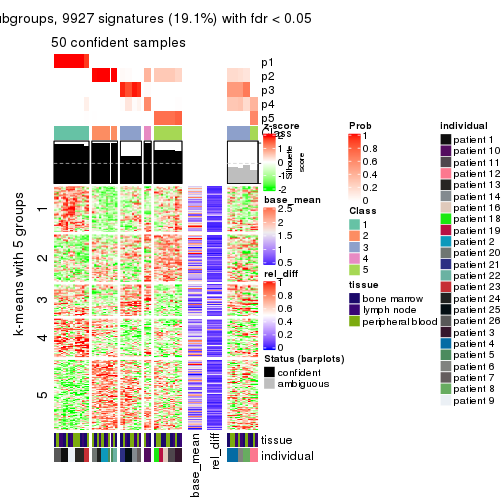 ubgroups, 9927 signatures (19.1%) with fdr < 0.05
50 confident samples
p1
p2
p3
p4
p5
Class
Silhouette score
1
2
3
4
5
k-means with 5 groups
tissue
individual
base_mean
rel_diff
z-score
2
1
0
-1
-2
base_mean
2.5
2
1.5
1
0.5
rel_diff
1
0.8
0.6
0.4
0.2
0
Status (barplots)
confident
ambiguous
Prob
1
0.8
0.6
0.4
0.2
0
Class
1
2
3
4
5
tissue
bone marrow
lymph node
peripheral blood
individual
patient 1
patient 10
patient 11
patient 12
patient 13
patient 14
patient 16
patient 18
patient 19
patient 2
patient 20
patient 21
patient 22
patient 23
patient 24
patient 25
patient 26
patient 3
patient 4
patient 5
patient 6
patient 7
patient 8
patient 9